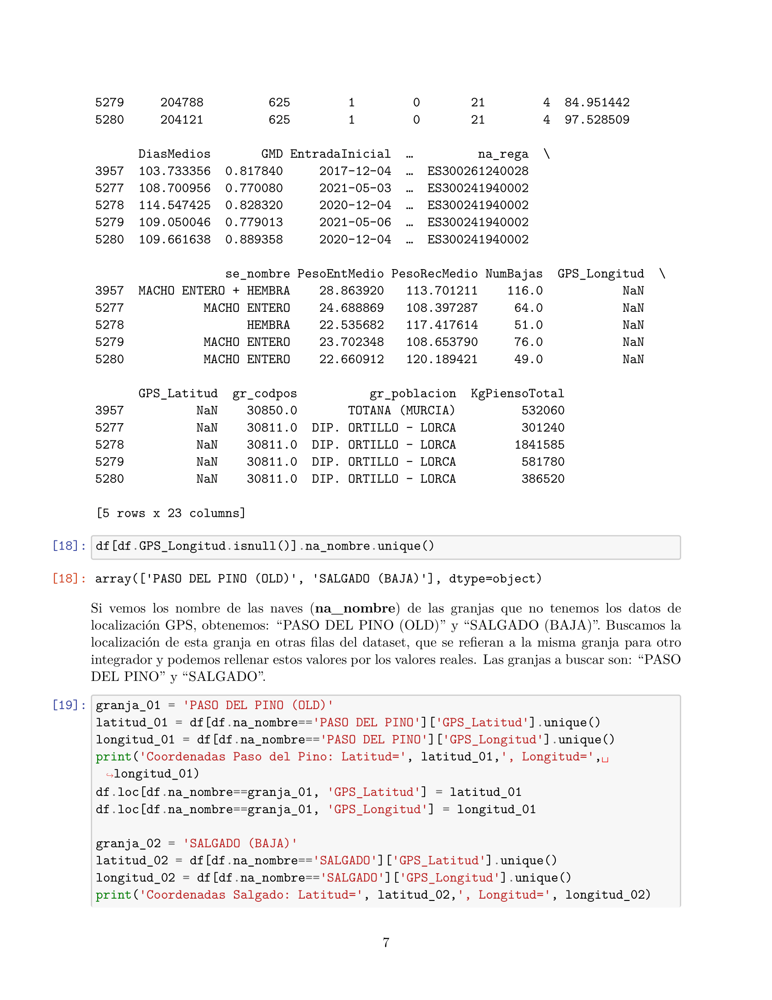 5279     204788         625        1        0       21        4  84.951442
5280     204121         625        1        0       21        4  97.528509
      DiasMedios       GMD EntradaInicial  …         na_rega  \
3957  103.733356  0.817840     2017-12-04  …  ES300261240028
5277  108.700956  0.770080     2021-05-03  …  ES300241940002
5278  114.547425  0.828320     2020-12-04  …  ES300241940002
5279  109.050046  0.779013     2021-05-06  …  ES300241940002
5280  109.661638  0.889358     2020-12-04  …  ES300241940002
                  se_nombre PesoEntMedio PesoRecMedio NumBajas  GPS_Longitud  \
3957  MACHO ENTERO + HEMBRA    28.863920   113.701211    116.0           NaN
5277           MACHO ENTERO    24.688869   108.397287     64.0           NaN
5278                 HEMBRA    22.535682   117.417614     51.0           NaN
5279           MACHO ENTERO    23.702348   108.653790     76.0           NaN
5280           MACHO ENTERO    22.660912   120.189421     49.0           NaN
      GPS_Latitud  gr_codpos          gr_poblacion  KgPiensoTotal
3957          NaN    30850.0       TOTANA (MURCIA)         532060
5277          NaN    30811.0  DIP. ORTILLO - LORCA         301240
5278          NaN    30811.0  DIP. ORTILLO - LORCA        1841585
5279          NaN    30811.0  DIP. ORTILLO - LORCA         581780
5280          NaN    30811.0  DIP. ORTILLO - LORCA         386520
[5 rows x 23 columns]
[18]: df[df.GPS_Longitud.isnull()].na_nombre.unique()
[18]: array(['PASO DEL PINO (OLD)', 'SALGADO (BAJA)'], dtype=object)
Si vemos los nombre de las naves (na_nombre) de las granjas que no tenemos los datos de
localización GPS, obtenemos: “PASO DEL PINO (OLD)” y “SALGADO (BAJA)”. Buscamos la
localización de esta granja en otras filas del dataset, que se refieran a la misma granja para otro
integrador y podemos rellenar estos valores por los valores reales. Las granjas a buscar son: “PASO
DEL PINO” y “SALGADO”.
[19]: granja_01 = 'PASO DEL PINO (OLD)'
latitud_01 = df[df.na_nombre=='PASO DEL PINO']['GPS_Latitud'].unique()
longitud_01 = df[df.na_nombre=='PASO DEL PINO']['GPS_Longitud'].unique()
print('Coordenadas Paso del Pino: Latitud=', latitud_01,', Longitud=',␣
↪longitud_01)
df.loc[df.na_nombre==granja_01, 'GPS_Latitud'] = latitud_01
df.loc[df.na_nombre==granja_01, 'GPS_Longitud'] = longitud_01
granja_02 = 'SALGADO (BAJA)'
latitud_02 = df[df.na_nombre=='SALGADO']['GPS_Latitud'].unique()
longitud_02 = df[df.na_nombre=='SALGADO']['GPS_Longitud'].unique()
print('Coordenadas Salgado: Latitud=', latitud_02,', Longitud=', longitud_02)
7